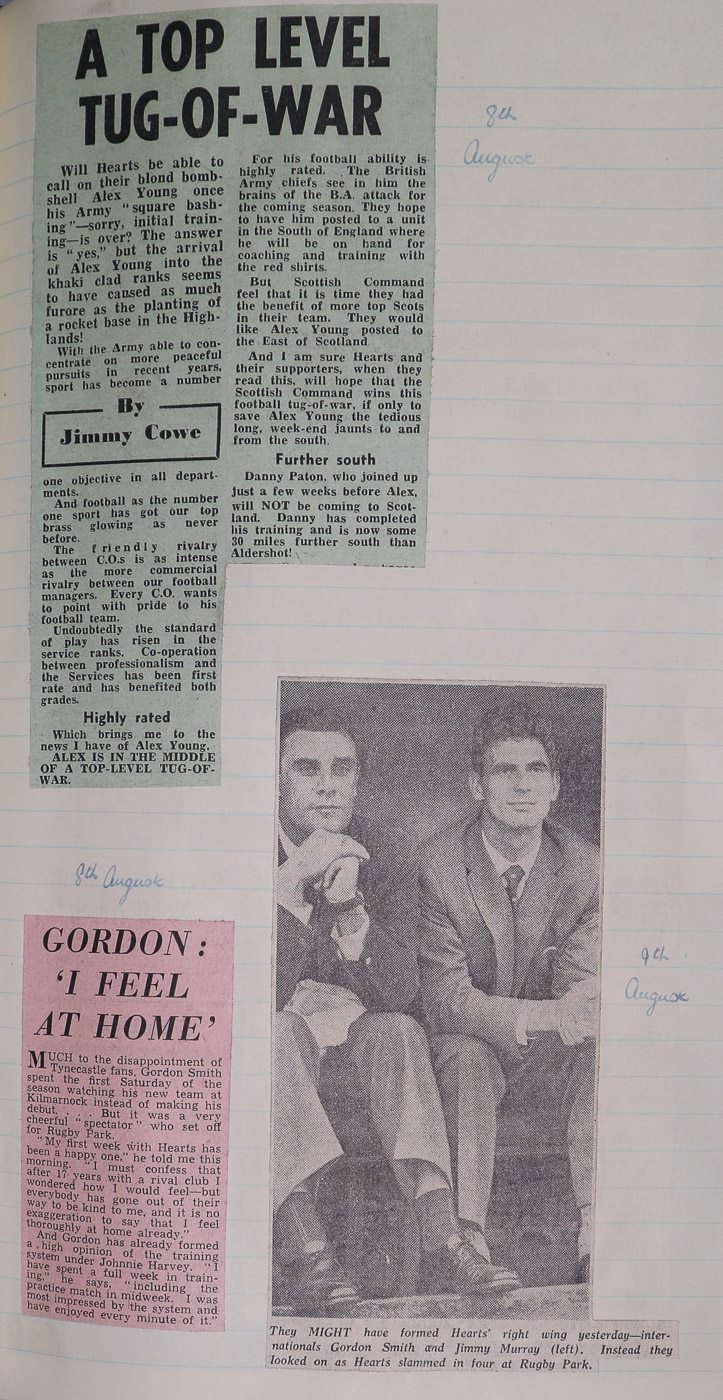 A TOP LEVEL
TUG-OF-WAR
Will Hearts be able to
call on their blond bomb-
shell Alex Young once
his Army "square bash-
ing"—sorry, initial train-
ing—is over? The answer
is "yes," but the arrival
of Alex Young into the
khaki clad ranks seems
to have caused as much
furore as the planting of
a rocket base in the High-
lands!
With the Army able to con-
centrate on more peaceful
pursuits in recent years,
sport has become a number
By
Jimmy Cowe
one objective in all depart-
ments.
And football as the number
one sport has got our top
brass glowing as never
before.
The friendly rivalry
between C.O.s is as intense
as the more commercial
rivalry between our football
managers. Every C.O. wants
to point with pride to his
football team.
Undoubtedly the standard
of play has risen in the
service ranks. Co-operation
between professionalism and
the Services has been first
rate and has benefited both
grades.
Highly rated
Which brings me to the
news I have of Alex Young.
ALEX IS IN THE MIDDLE
OF A TOP-LEVEL TUG-OF-
WAR.
For his football ability is
highly rated. The British
Army chiefs see in him the
brains of the B.A. attack for
the coming season. They hope
to have him posted to a unit
in the South of England where
he will be on hand for
coaching and training with
the red shirts.
But Scottish Command
feel that it is time they had
the benefit of more top Scots
in their team. They would
like Alex Young posted to
the East of Scotland
And I am sure Hearts and
their supporters, when they
read this, will hope that the
Scottish Command wins this
football tug-of-war, if only to
save Alex Young the tedious
long, week-end jaunts to and
from the south.
Further south
Danny Paton, who joined up
just a few weeks before Alex,
will NOT be coming to Scot-
land. Danny has completed
his training and is now some
30 miles further south than
Aldershot!
8th
August
8th August
GORDON:
'I FEEL
AT HOME'
MUCH to the disappointment of
Tynecastle fans, Gordon Smith
spent the first Saturday of the
season watching his new team at
Kilmarnock instead of making his
debut. . . . But it was a very
cheerful "spectator" who set off
for Rugby Park.
"My first week with Hearts has
been a happy one," he told me this
morning. "I must confess that
after 17 years with a rival club I
wondered how I would feel—but
everybody has gone out of their
way to be kind to me, and it is no
exaggeration to say that I feel
thoroughly at home already."
And Gordon has already formed
a high opinion of the training
system under Johnnie Harvey. "I
have spent a full week in train-
ing," he says, "including the
practice match in midweek. I was
most impressed by the system and
have enjoyed every minute of it."
9th
August
They MIGHT have formed Hearts' right wing yesterday—inter-
nationals Gordon Smith and Jimmy Murray (left). Instead they
looked on as Hearts slammed in four at Rugby Park.